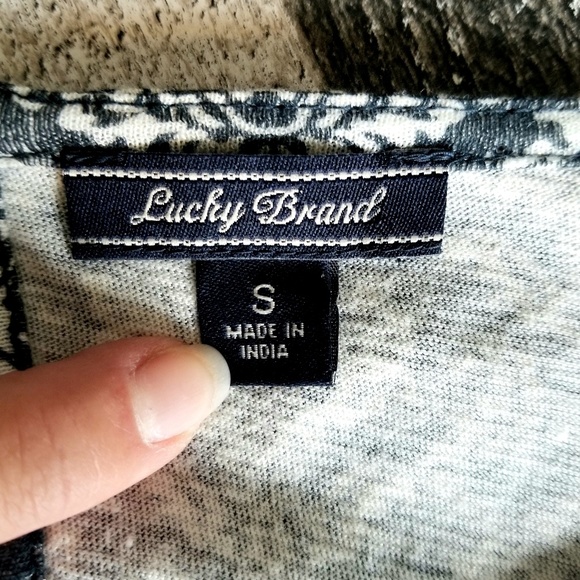 Lucky Brand
S
MADE IN
INDIA